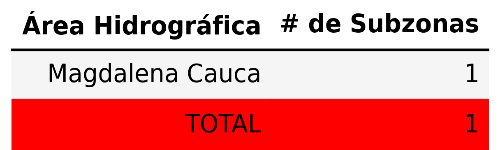 Área Hidrográfica # de Subzonas
Magdalena Cauca 1
TOTAL 1